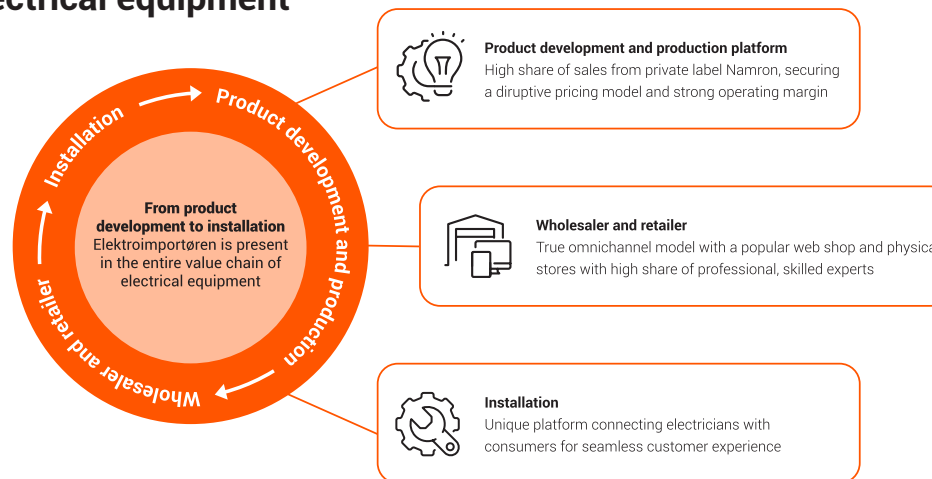 ectrical equipment
Product development and production platform
High share of sales from private label Namron, securing
a diruptive pricing model and strong operating margin
Installation
Product development and production
Wholesaler and retailer
From product
development to installation
Elektroimportøren is present
in the entire value chain of
electrical equipment
Wholesaler and retailer
True omnichannel model with a popular web shop and physica
stores with high share of professional, skilled experts
Installation
Unique platform connecting electricians with
consumers for seamless customer experience